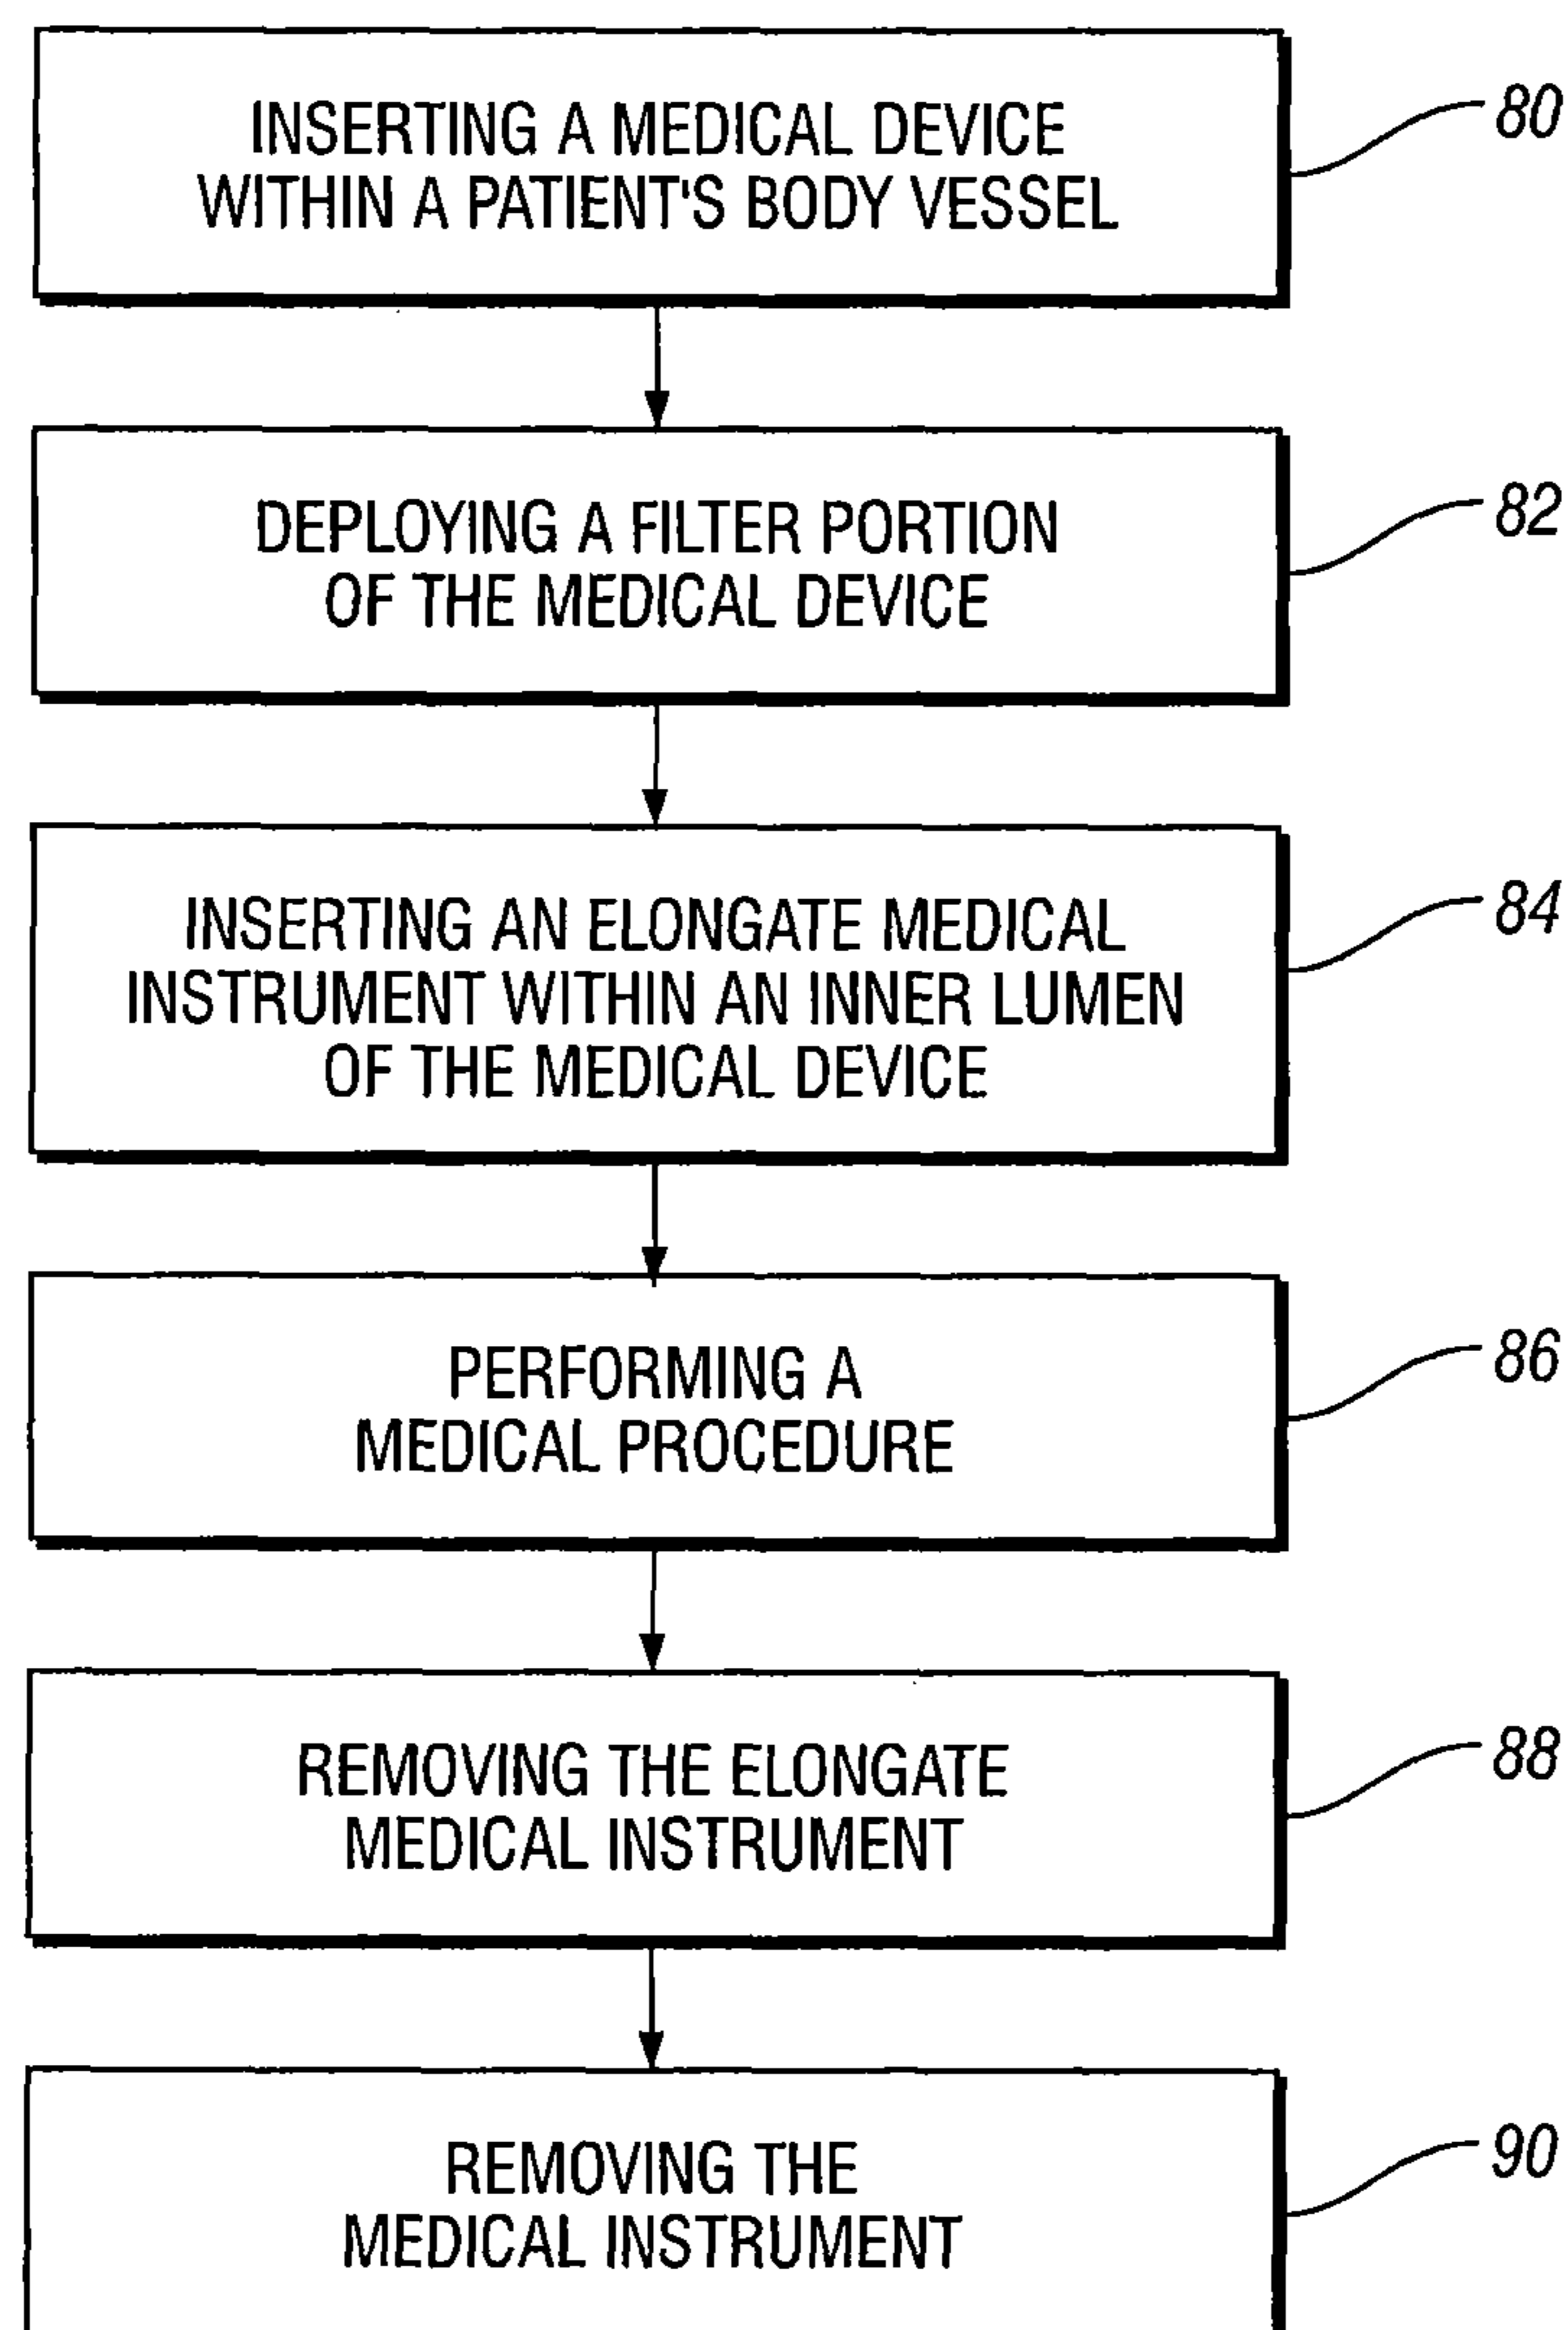 INSERTING A MEDICAL DEVICE
WITHIN A PATIENT'S BODY VESSEL
80
DEPLOYING A FILTER PORTION
OF THE MEDICAL DEVICE
82
INSERTING AN ELONGATE MEDICAL
INSTRUMENT WITHIN AN INNER LUMEN
OF THE MEDICAL DEVICE
84
PERFORMING A
MEDICAL PROCEDURE
86
REMOVING THE ELONGATE
MEDICAL INSTRUMENT
88
REMOVING THE
MEDICAL INSTRUMENT
90